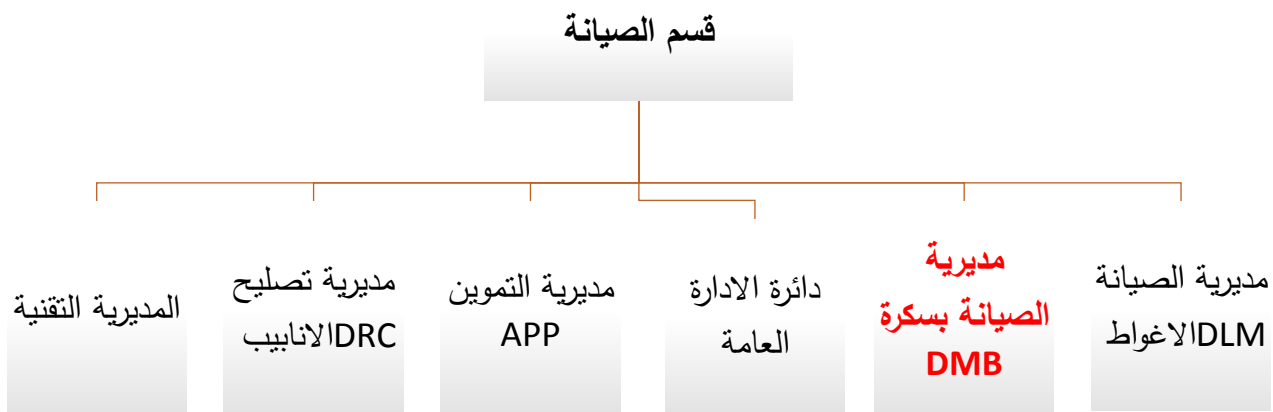 قسم الصيانة
مديرية الصيانة
DLMالاغواط
مديرية
الصيانة بسكرة
DMB
دائرة الادارة
العامة
مديرية التموين
APP
مديرية تصليح
DRCالانابيب
المديرية التقنية